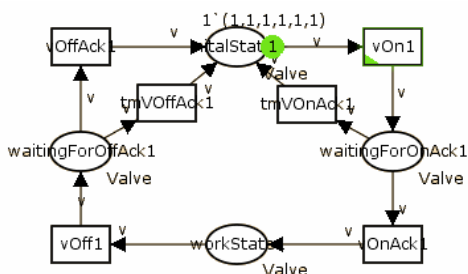 1`(1,1,1,1,1,1)
vOffAck1
italStat
1
vOn1
v
v
Valve
v
v
v
v
tmVOffAck1
tmVOnAck1
v
v
waitingForOffAck1
waitingForOnAck1
Valve
Valve
v
v
vOff1
v
workState
v
vOnAck1
Valve